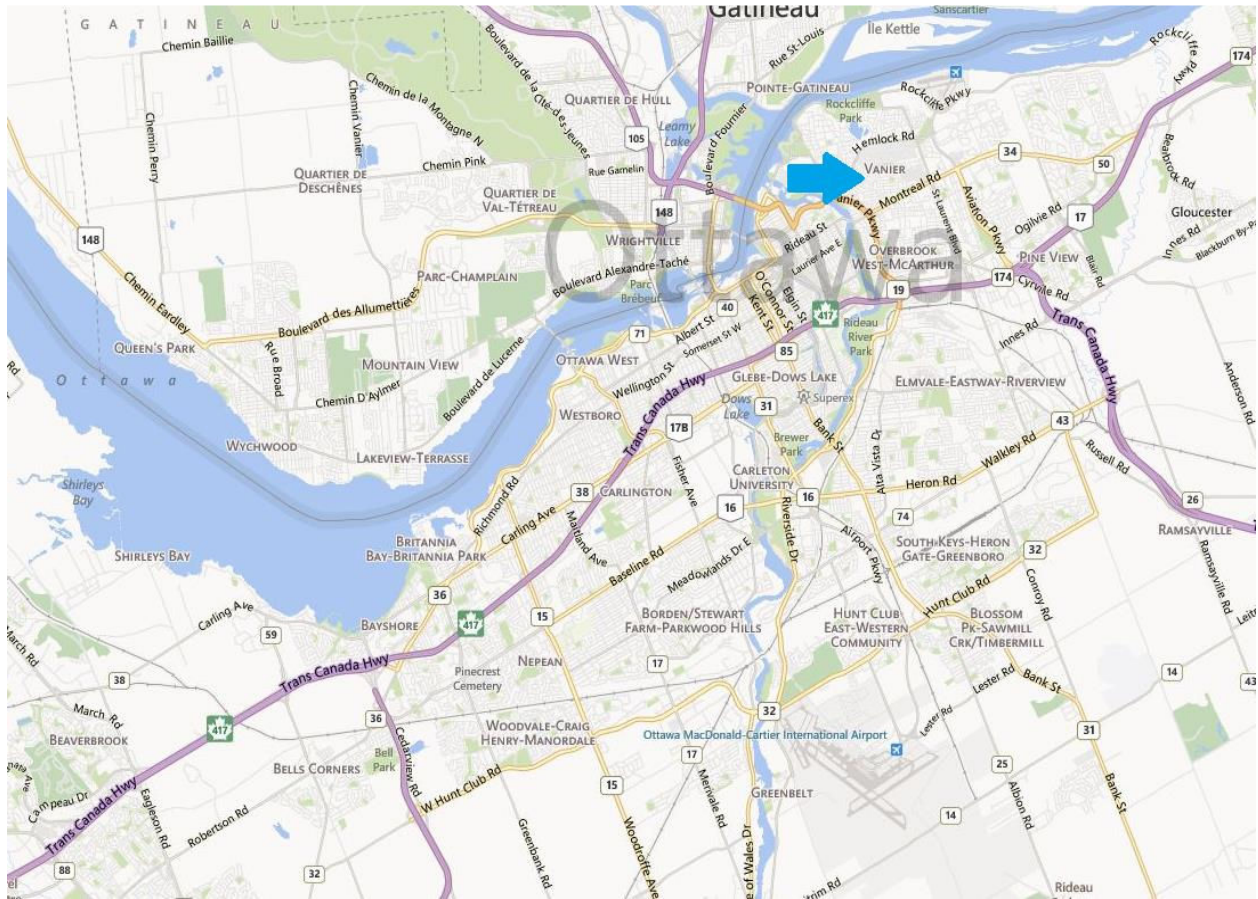 Gatineau
Sanscartier
GATINEAU
Île Kettle
Chemin Baillie
Boulevard de la Cité-des-Jeunes
Rue St-Louis
Rockcliffe Pkwy
174
Chemin de la Montagne N
POINTE-GATINEAU
QUARTIER DE HULL
Rockcliffe Pkwy
Rockcliffe
Park
Chemin Perry
Chemin Vanier
105
Leamy
Lake
Boulevard Fournier
Hemlock Rd
34
50
Bearbrook Rd
Chemin Pink
Rue Gamelin
VANIER
QUARTIER DE
DESCHÊNES
QUARTIER DE
VAL-TÉTREAU
Montreal Rd
Vanier Pkwy
St Laurent Blvd
Aviation Pkwy
Ogilvie Rd
17
Gloucester
148
148
WRIGHTVILLE
Ottawa
Rideau St
Laurier Ave E
OVERBROOK
WEST-MCARTHUR
Innes Rd
Blackburn By-Pa
PINE VIEW
Blair Rd
Chemin Eardley
PARC-CHAMPLAIN
Boulevard Alexandre-Taché
Parc
Brébeuf
O'Connor St
Elgin St
Kent St
174
Cyrville Rd
19
Boulevard des Allumettières
40
417
Rideau
River
Park
71
Albert St
Somerset St W
Innes Rd
Trans Canada Hwy
QUEEN'S PARK
Rue Broad
MOUNTAIN VIEW
Boulevard de Lucerne
OTTAWA WEST
85
Rd
Ottawa
Wellington St
Trans Canada Hwy
GLEBE-DOWS LAKE
Superex
ELMVALE-EASTWAY-RIVERVIEW
Anderson Rd
Chemin D'Aylmer
WESTBORO
Dows
Lake
31
17B
Bank St
43
WYCHWOOD
LAKEVIEW-TERRASSE
Brewer
Park
Alta Vista Dr
Walkley Rd
Russell Rd
Shirleys
Bay
Richmond Rd
38
CARLINGTON
Fisher Ave
CARLETON
UNIVERSITY
16
Heron Rd
16
26
Carling Ave
Maitland Ave
Riverside Dr
74
RAMSAYVILLE
SHIRLEYS BAY
BRITANNIA
BAY-BRITANNIA PARK
Baseline Rd
Meadowlands Dr E
Airport Pkwy
SOUTH-KEYS-HERON
GATE-GREENBORO
32
Ramsayville Rd
Hunt Club Rd
Conroy Rd
36
Carling Ave
59
BAYSHORE
417
15
BORDEN/STEWART
FARM-PARKWOOD HILLS
HUNT CLUB
EAST-WESTERN
COMMUNITY
BLOSSOM
PK-SAWMILL
CRK/TIMBERMILL
March Rd
Trans Canada Hwy
NEPEAN
Pinecrest
Cemetery
17
38
Lester Rd
Bank St
14
43
March Rd
417
36
32
BEAVERBROOK
WOODVALE-CRAIG
HENRY-MANORDALE
Ottawa MacDonald-Cartier International Airport
Lester Rd
31
Bell
Park
BELLS CORNERS
Cedarview Rd
17
25
15
W Hunt Club Rd
Merivale Rd
GREENBELT
Albion Rd
Bank St
Campeau Dr
Eagleson Rd
Robertson Rd
Trans Canada Hwy
14
Greenbank Rd
Woodroffe Ave
e of Wales Dr
88
32
itrim Rd
Rideau